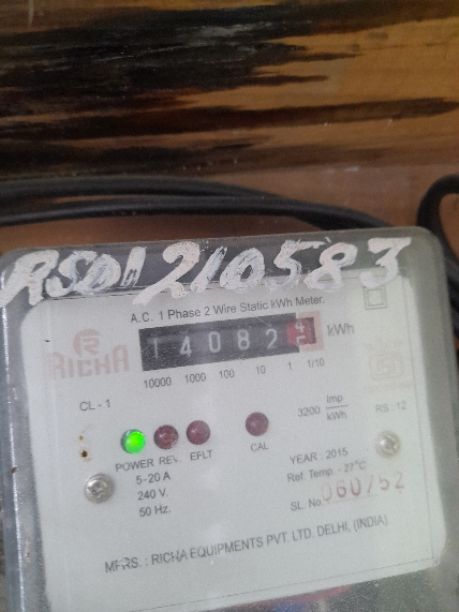 RSD1210583
A.C. 1 Phase 2 Wire Static kWh Meter.
RICHA
14082 kWh
10000 1000 100 10 1 1/10
CL - 1
3200 Imp/kWh
RS : 12
POWER REV. EFLT CAL
5-20 A
240 V.
50 Hz.
YEAR : 2015
Ref. Temp. - 27°C
SL. No. 060752
MFRS. : RICHA EQUIPMENTS PVT. LTD. DELHI, (INDIA)